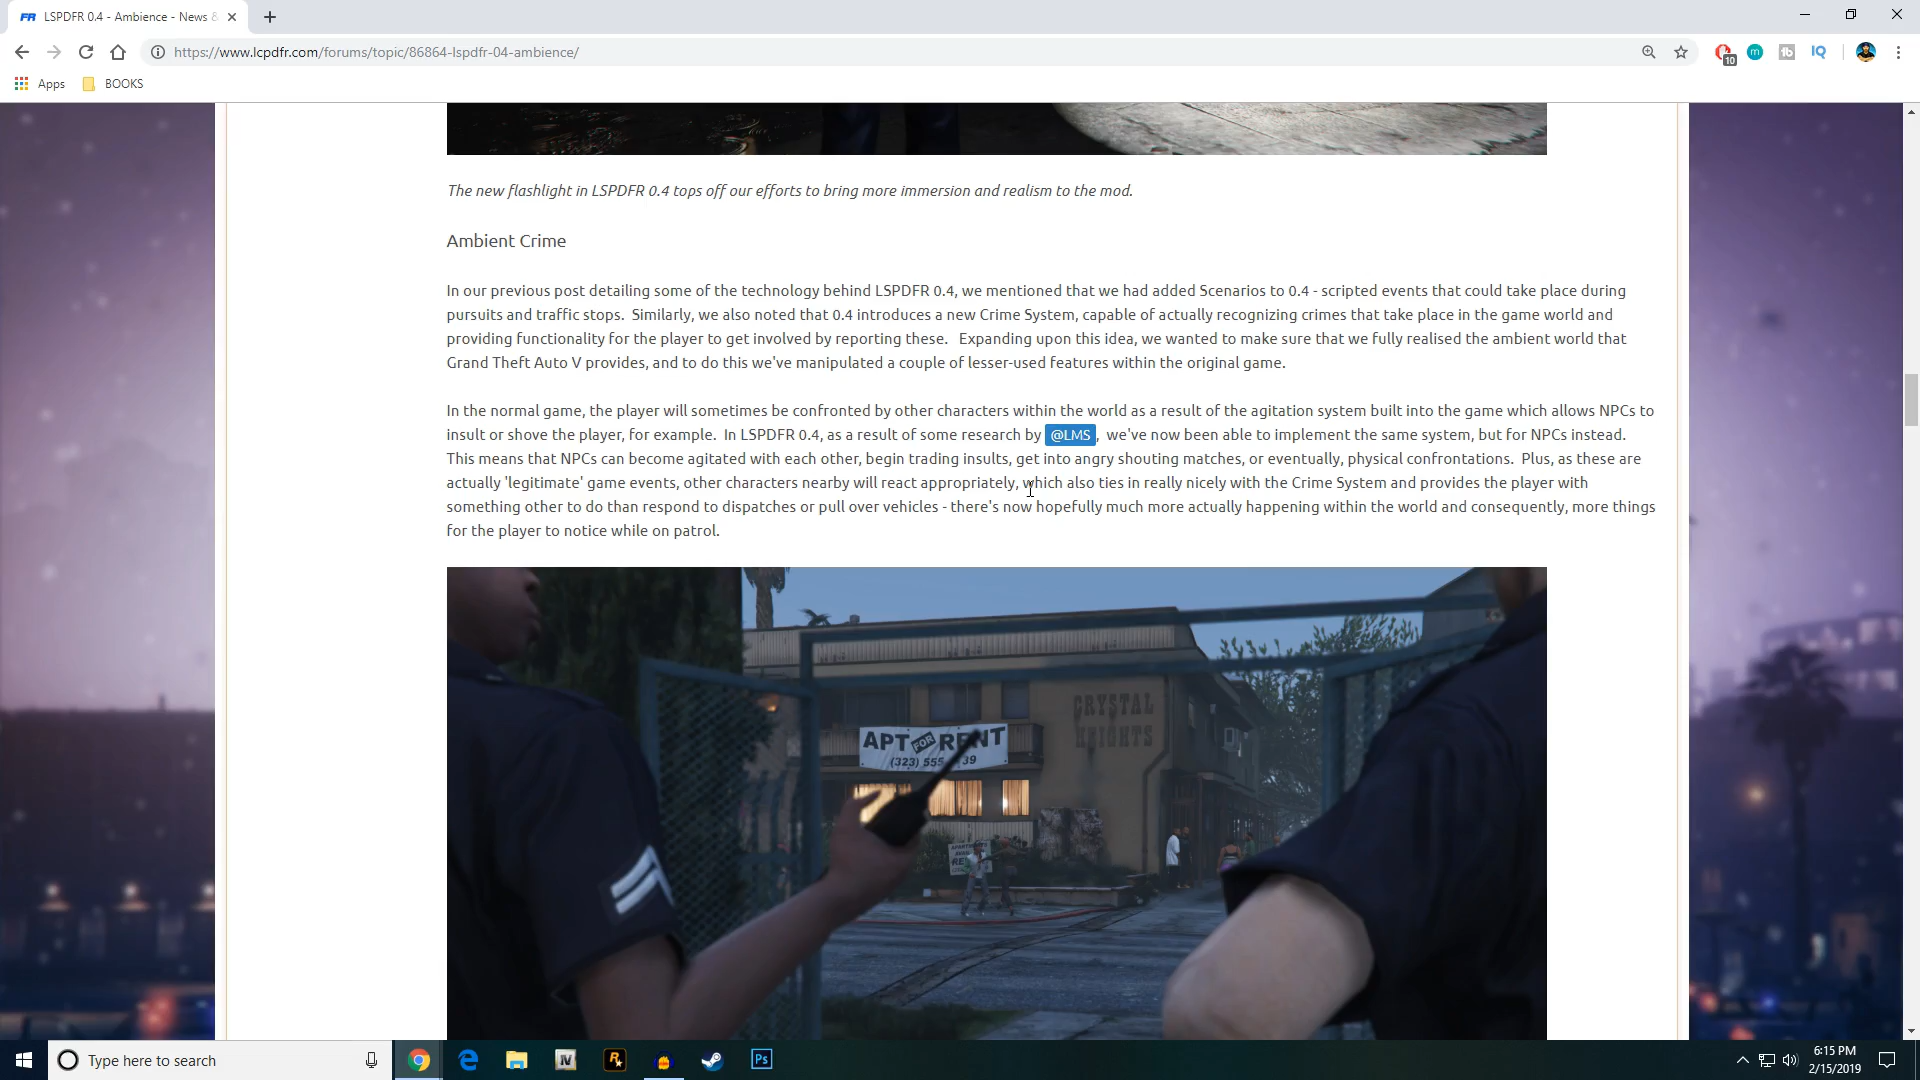 LSPDFR 0.4 - Ambience - News &
https://www.lcpdfr.com/forums/topic/86864-lspdfr-04-ambience/
10
m
tb
IQ
Apps
BOOKS
The new flashlight in LSPDFR 0.4 tops off our efforts to bring more immersion and realism to the mod.
Ambient Crime
In our previous post detailing some of the technology behind LSPDFR 0.4, we mentioned that we had added Scenarios to 0.4 - scripted events that could take place during
pursuits and traffic stops.  Similarly, we also noted that 0.4 introduces a new Crime System, capable of actually recognizing crimes that take place in the game world and
providing functionality for the player to get involved by reporting these.   Expanding upon this idea, we wanted to make sure that we fully realised the ambient world that
Grand Theft Auto V provides, and to do this we've manipulated a couple of lesser-used features within the original game.
In the normal game, the player will sometimes be confronted by other characters within the world as a result of the agitation system built into the game which allows NPCs to
insult or shove the player, for example.  In LSPDFR 0.4, as a result of some research by @LMS,  we've now been able to implement the same system, but for NPCs instead.
This means that NPCs can become agitated with each other, begin trading insults, get into angry shouting matches, or eventually, physical confrontations.  Plus, as these are
actually 'legitimate' game events, other characters nearby will react appropriately, which also ties in really nicely with the Crime System and provides the player with
something other to do than respond to dispatches or pull over vehicles - there's now hopefully much more actually happening within the world and consequently, more things
for the player to notice while on patrol.
CRYSTAL
HEIGHTS
APT FOR RENT
(323) 555 39
Type here to search
IV
R
Ps
6:15 PM
2/15/2019